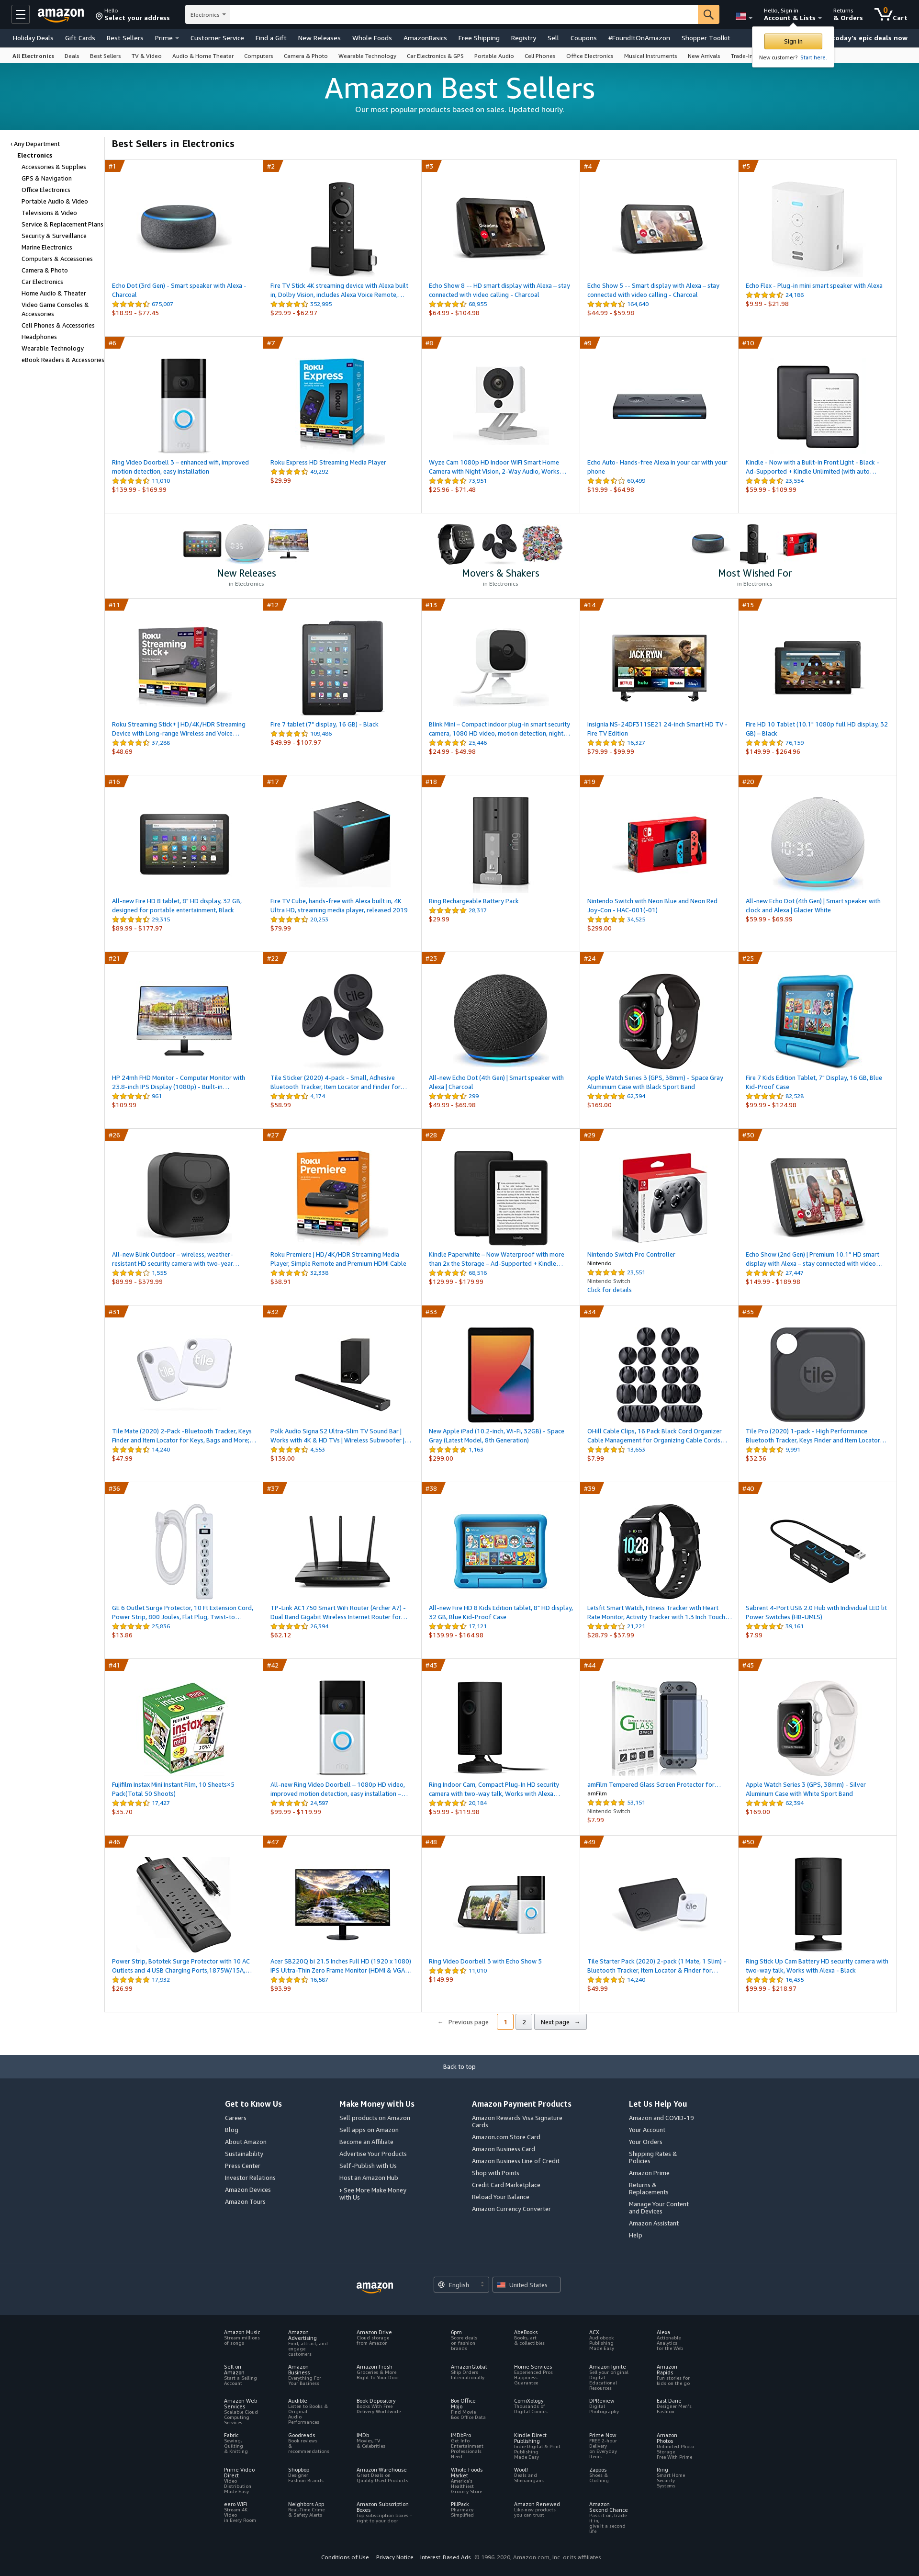 amazon
Hello
Select your address
Electronics
Hello, Sign in
Account & Lists
Returns
& Orders
0
Cart
Holiday Deals Gift Cards Best Sellers Prime Customer Service Find a Gift New Releases Whole Foods AmazonBasics Free Shipping Registry Sell Coupons #FoundItOnAmazon Shopper Toolkit
today's epic deals now
Sign in
New customer? Start here.
All Electronics Deals Best Sellers TV & Video Audio & Home Theater Computers Camera & Photo Wearable Technology Car Electronics & GPS Portable Audio Cell Phones Office Electronics Musical Instruments New Arrivals Trade-In
Amazon Best Sellers
Our most popular products based on sales. Updated hourly.
‹ Any Department
Electronics
Accessories & Supplies
GPS & Navigation
Office Electronics
Portable Audio & Video
Televisions & Video
Service & Replacement Plans
Security & Surveillance
Marine Electronics
Computers & Accessories
Camera & Photo
Car Electronics
Home Audio & Theater
Video Game Consoles &
Accessories
Cell Phones & Accessories
Headphones
Wearable Technology
eBook Readers & Accessories
Best Sellers in Electronics
#1
Echo Dot (3rd Gen) - Smart speaker with Alexa -
Charcoal
675,007
$18.99 - $77.45
#2
Fire TV Stick 4K streaming device with Alexa built
in, Dolby Vision, includes Alexa Voice Remote,…
352,995
$29.99 - $62.97
#3
Echo Show 8 -- HD smart display with Alexa – stay
connected with video calling - Charcoal
68,955
$64.99 - $104.98
#4
Echo Show 5 -- Smart display with Alexa – stay
connected with video calling - Charcoal
164,640
$44.99 - $59.98
#5
Echo Flex - Plug-in mini smart speaker with Alexa
24,186
$9.99 - $21.98
#6
Ring Video Doorbell 3 – enhanced wifi, improved
motion detection, easy installation
11,010
$139.99 - $169.99
#7
Roku
Express
Roku Express HD Streaming Media Player
49,292
$29.99
#8
Wyze Cam 1080p HD Indoor WiFi Smart Home
Camera with Night Vision, 2-Way Audio, Works…
73,951
$25.96 - $71.48
#9
Echo Auto- Hands-free Alexa in your car with your
phone
60,499
$19.99 - $64.98
#10
Kindle - Now with a Built-in Front Light - Black -
Ad-Supported + Kindle Unlimited (with auto…
23,554
$59.99 - $109.99
New Releases
in Electronics
Movers & Shakers
in Electronics
Most Wished For
in Electronics
#11
Roku
Streaming
Stick+
Roku Streaming Stick+ | HD/4K/HDR Streaming
Device with Long-range Wireless and Voice…
37,288
$48.69
#12
Fire 7 tablet (7" display, 16 GB) - Black
109,486
$49.99 - $107.97
#13
Blink Mini – Compact indoor plug-in smart security
camera, 1080 HD video, motion detection, night…
25,446
$24.99 - $49.98
#14
JACK RYAN
Insignia NS-24DF311SE21 24-inch Smart HD TV -
Fire TV Edition
16,327
$79.99 - $99.99
#15
Fire HD 10 Tablet (10.1" 1080p full HD display, 32
GB) – Black
76,159
$149.99 - $264.96
#16
All-new Fire HD 8 tablet, 8" HD display, 32 GB,
designed for portable entertainment, Black
29,315
$89.99 - $177.97
#17
Fire TV Cube, hands-free with Alexa built in, 4K
Ultra HD, streaming media player, released 2019
20,253
$79.99
#18
ring
Ring Rechargeable Battery Pack
28,317
$29.99
#19
Nintendo Switch with Neon Blue and Neon Red
Joy-Con - HAC-001(-01)
34,525
$299.00
#20
All-new Echo Dot (4th Gen) | Smart speaker with
clock and Alexa | Glacier White
$59.99 - $69.99
#21
HP 24mh FHD Monitor - Computer Monitor with
23.8-inch IPS Display (1080p) - Built-in…
961
$109.99
#22
tile
Tile Sticker (2020) 4-pack - Small, Adhesive
Bluetooth Tracker, Item Locator and Finder for…
4,174
$58.99
#23
All-new Echo Dot (4th Gen) | Smart speaker with
Alexa | Charcoal
299
$49.99 - $69.98
#24
Apple Watch Series 3 (GPS, 38mm) - Space Gray
Aluminium Case with Black Sport Band
62,394
$169.00
#25
Fire 7 Kids Edition Tablet, 7" Display, 16 GB, Blue
Kid-Proof Case
82,528
$99.99 - $124.98
#26
All-new Blink Outdoor – wireless, weather-
resistant HD security camera with two-year…
1,555
$89.99 - $379.99
#27
Roku
Premiere
Roku Premiere | HD/4K/HDR Streaming Media
Player, Simple Remote and Premium HDMI Cable
32,338
$38.91
#28
Kindle Paperwhite – Now Waterproof with more
than 2x the Storage – Ad-Supported + Kindle…
68,516
$129.99 - $179.99
#29
Nintendo Switch Pro Controller
Nintendo
23,551
Nintendo Switch
Click for details
#30
Echo Show (2nd Gen) | Premium 10.1" HD smart
display with Alexa – stay connected with video…
27,447
$149.99 - $189.98
#31
tile tile
Tile Mate (2020) 2-Pack -Bluetooth Tracker, Keys
Finder and Item Locator for Keys, Bags and More;…
14,240
$47.99
#32
Polk Audio Signa S2 Ultra-Slim TV Sound Bar |
Works with 4K & HD TVs | Wireless Subwoofer |…
4,553
$139.00
#33
New Apple iPad (10.2-inch, Wi-Fi, 32GB) - Space
Gray (Latest Model, 8th Generation)
1,163
$299.00
#34
OHill Cable Clips, 16 Pack Black Cord Organizer
Cable Management for Organizing Cable Cords…
13,653
$7.99
#35
tile
Tile Pro (2020) 1-pack - High Performance
Bluetooth Tracker, Keys Finder and Item Locator…
9,991
$32.36
#36
GE 6 Outlet Surge Protector, 10 Ft Extension Cord,
Power Strip, 800 Joules, Flat Plug, Twist-to…
25,836
$13.86
#37
TP-Link AC1750 Smart WiFi Router (Archer A7) -
Dual Band Gigabit Wireless Internet Router for…
26,394
$62.12
#38
All-new Fire HD 8 Kids Edition tablet, 8" HD display,
32 GB, Blue Kid-Proof Case
17,121
$139.99 - $164.98
#39
10:28
Letsfit Smart Watch, Fitness Tracker with Heart
Rate Monitor, Activity Tracker with 1.3 Inch Touch…
21,221
$28.79 - $37.99
#40
Sabrent 4-Port USB 2.0 Hub with Individual LED lit
Power Switches (HB-UMLS)
39,161
$7.99
#41
instax
Fujifilm Instax Mini Instant Film, 10 Sheets×5
Pack(Total 50 Shoots)
17,427
$35.70
#42
All-new Ring Video Doorbell – 1080p HD video,
improved motion detection, easy installation –…
24,597
$99.99 - $119.99
#43
Ring Indoor Cam, Compact Plug-In HD security
camera with two-way talk, Works with Alexa…
20,184
$59.99 - $119.98
#44
GLASS
amFilm Tempered Glass Screen Protector for…
amFilm
53,151
Nintendo Switch
$7.99
#45
Apple Watch Series 3 (GPS, 38mm) - Silver
Aluminum Case with White Sport Band
62,394
$169.00
#46
Power Strip, Bototek Surge Protector with 10 AC
Outlets and 4 USB Charging Ports,1875W/15A,…
17,952
$26.99
#47
Acer SB220Q bi 21.5 Inches Full HD (1920 x 1080)
IPS Ultra-Thin Zero Frame Monitor (HDMI & VGA…
16,587
$93.99
#48
Ring Video Doorbell 3 with Echo Show 5
11,010
$149.99
#49
Tile Starter Pack (2020) 2-pack (1 Mate, 1 Slim) -
Bluetooth Tracker, Item Locator & Finder for…
14,240
$49.99
#50
Ring Stick Up Cam Battery HD security camera with
two-way talk, Works with Alexa - Black
16,435
$99.99 - $218.97
← Previous page 1 2 Next page →
Back to top
Get to Know Us
Careers
Blog
About Amazon
Sustainability
Press Center
Investor Relations
Amazon Devices
Amazon Tours
Make Money with Us
Sell products on Amazon
Sell apps on Amazon
Become an Affiliate
Advertise Your Products
Self-Publish with Us
Host an Amazon Hub
› See More Make Money
with Us
Amazon Payment Products
Amazon Rewards Visa Signature
Cards
Amazon.com Store Card
Amazon Business Card
Amazon Business Line of Credit
Shop with Points
Credit Card Marketplace
Reload Your Balance
Amazon Currency Converter
Let Us Help You
Amazon and COVID-19
Your Account
Your Orders
Shipping Rates &
Policies
Amazon Prime
Returns &
Replacements
Manage Your Content
and Devices
Amazon Assistant
Help
amazon
English
United States
Amazon Music
Stream millions
of songs
Amazon
Advertising
Find, attract, and
engage
customers
Amazon Drive
Cloud storage
from Amazon
6pm
Score deals
on fashion
brands
AbeBooks
Books, art
& collectibles
ACX
Audiobook
Publishing
Made Easy
Alexa
Actionable
Analytics
for the Web
Sell on
Amazon
Start a Selling
Account
Amazon
Business
Everything For
Your Business
Amazon Fresh
Groceries & More
Right To Your Door
AmazonGlobal
Ship Orders
Internationally
Home Services
Experienced Pros
Happiness
Guarantee
Amazon Ignite
Sell your original
Digital
Educational
Resources
Amazon
Rapids
Fun stories for
kids on the go
Amazon Web
Services
Scalable Cloud
Computing
Services
Audible
Listen to Books &
Original
Audio
Performances
Book Depository
Books With Free
Delivery Worldwide
Box Office
Mojo
Find Movie
Box Office Data
ComiXology
Thousands of
Digital Comics
DPReview
Digital
Photography
East Dane
Designer Men's
Fashion
Fabric
Sewing,
Quilting
& Knitting
Goodreads
Book reviews
&
recommendations
IMDb
Movies, TV
& Celebrities
IMDbPro
Get Info
Entertainment
Professionals
Need
Kindle Direct
Publishing
Indie Digital & Print
Publishing
Made Easy
Prime Now
FREE 2-hour
Delivery
on Everyday
Items
Amazon
Photos
Unlimited Photo
Storage
Free With Prime
Prime Video
Direct
Video
Distribution
Made Easy
Shopbop
Designer
Fashion Brands
Amazon Warehouse
Great Deals on
Quality Used Products
Whole Foods
Market
America's
Healthiest
Grocery Store
Woot!
Deals and
Shenanigans
Zappos
Shoes &
Clothing
Ring
Smart Home
Security
Systems
eero WiFi
Stream 4K
Video
in Every Room
Neighbors App
Real-Time Crime
& Safety Alerts
Amazon Subscription
Boxes
Top subscription boxes –
right to your door
PillPack
Pharmacy
Simplified
Amazon Renewed
Like-new products
you can trust
Amazon
Second Chance
Pass it on, trade
it in,
give it a second
life
Conditions of Use Privacy Notice Interest-Based Ads © 1996-2020, Amazon.com, Inc. or its affiliates